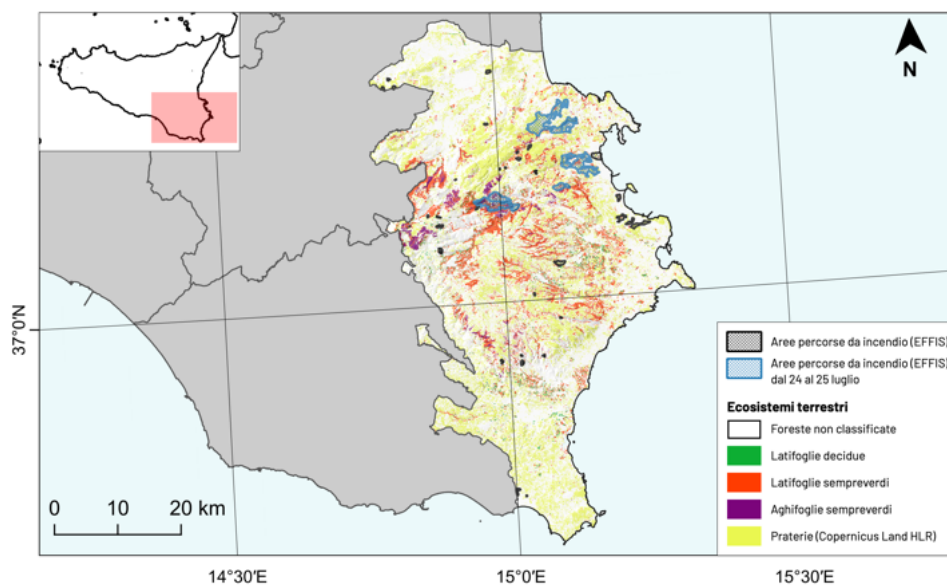 N
37°0'N
Aree percorse da incendio (EFFIS)
Aree percorse da incendio (EFFIS)
dal 24 al 25 luglio
Ecosistemi terrestri
Foreste non classificate
Latifoglie decidue
Latifoglie sempreverdi
Aghifoglie sempreverdi
Praterie (Copernicus Land HLR)
0 10 20 km
14°30'E 15°0'E 15°30'E